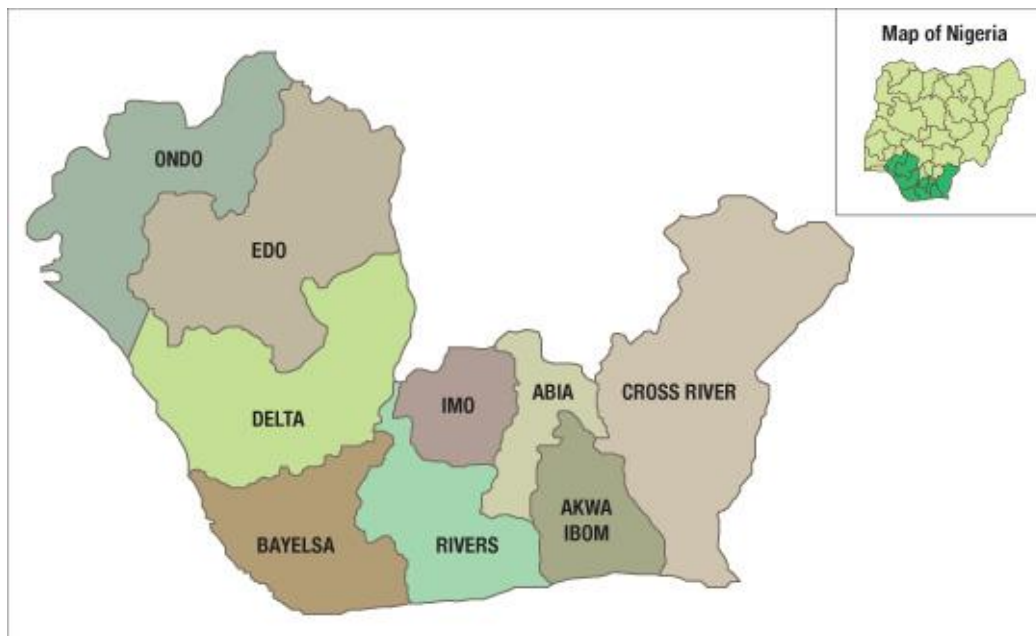 Map of Nigeria
ONDO
EDO
DELTA
IMO
ABIA
CROSS RIVER
BAYELSA
RIVERS
AKWA
IBOM